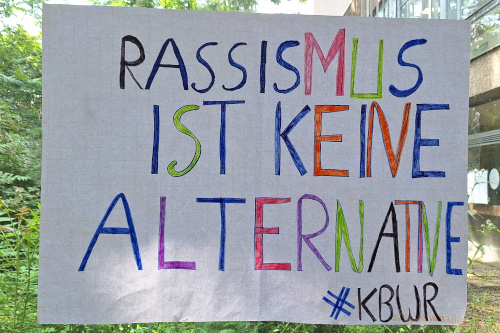 RASSISMUS
IST KEINE
ALTERNATIVE
#KBWR